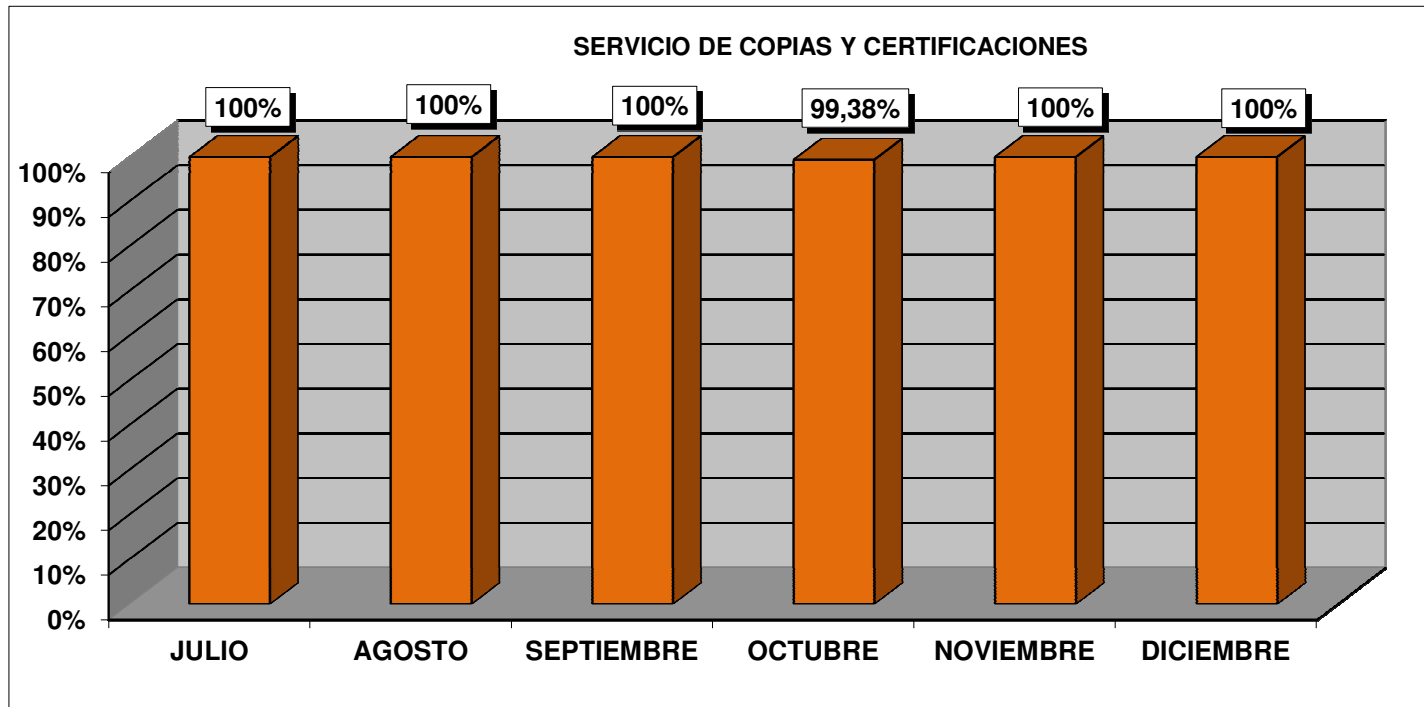 SERVICIO DE COPIAS Y CERTIFICACIONES
100%
100%
100%
99,38%
100%
100%
100%
90%
80%
70%
60%
50%
40%
30%
20%
10%
0%
JULIO
AGOSTO
SEPTIEMBRE
OCTUBRE
NOVIEMBRE
DICIEMBRE